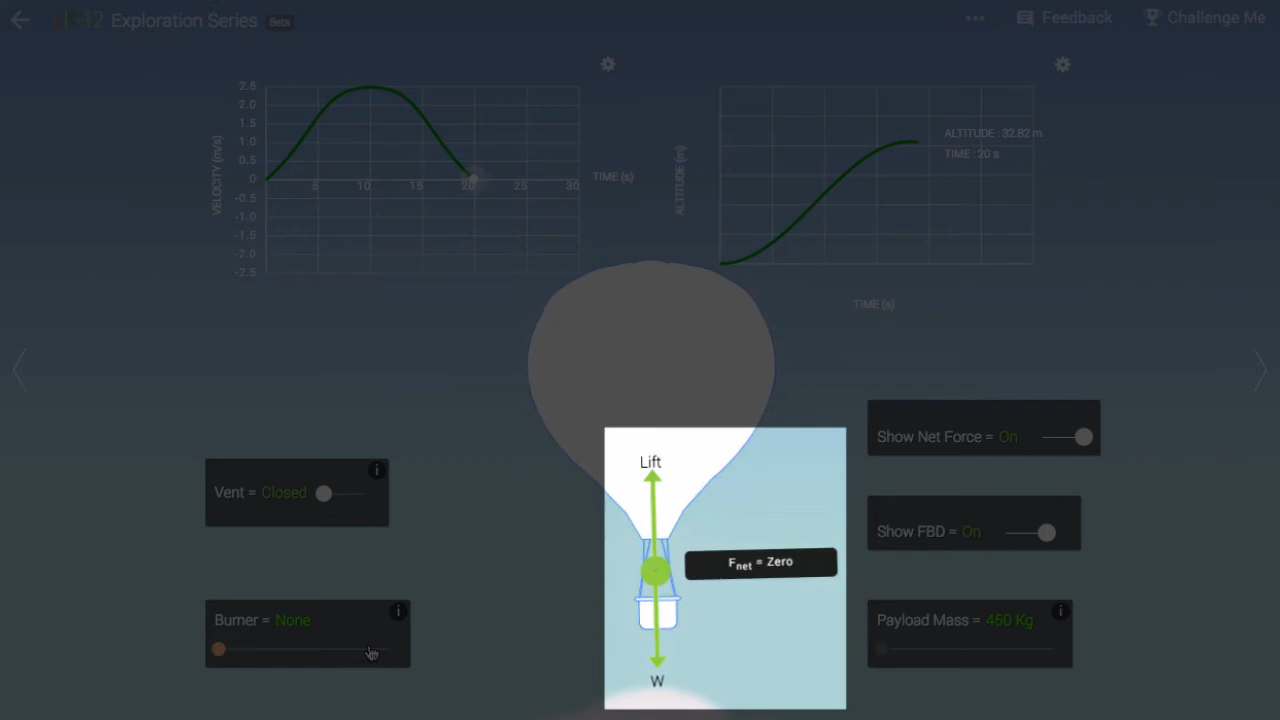 K-12 Exploration Series Beta
Feedback
Challenge Me
2.5
2.0
1.5
1.0
0.5
0
-0.5
-1.0
-1.5
-2.0
-2.5
VELOCITY (m/s)
5 10 15 20 25 30
TIME (s)
ALTITUDE (m)
ALTITUDE : 32.82 m
TIME : 20 s
TIME (s)
Show Net Force = On
Lift
Vent = Closed
Show FBD = On
Fnet = Zero
Burner = None
Payload Mass = 450 Kg
W